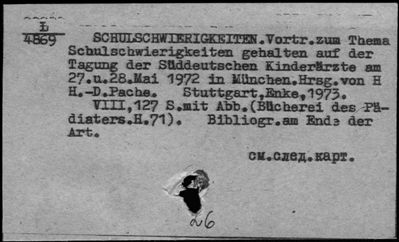 Ь
4869
SCHULSCHWIERIGKEITEN.Vortr.zum Thema
Schulschwierigkeiten gehalten auf der
Tagung der Süddeutschen Kinderärzte am
27.u.28.Mai 1972 in München.Hrsg.von H
H.-D.Pache. Stuttgart,Enke,1973.
VIII,127 S.mit Abb.(Bücherei des Pä-
diaters.H.71). Bibliogr.am Ende der
Art.
см.след.карт.
26